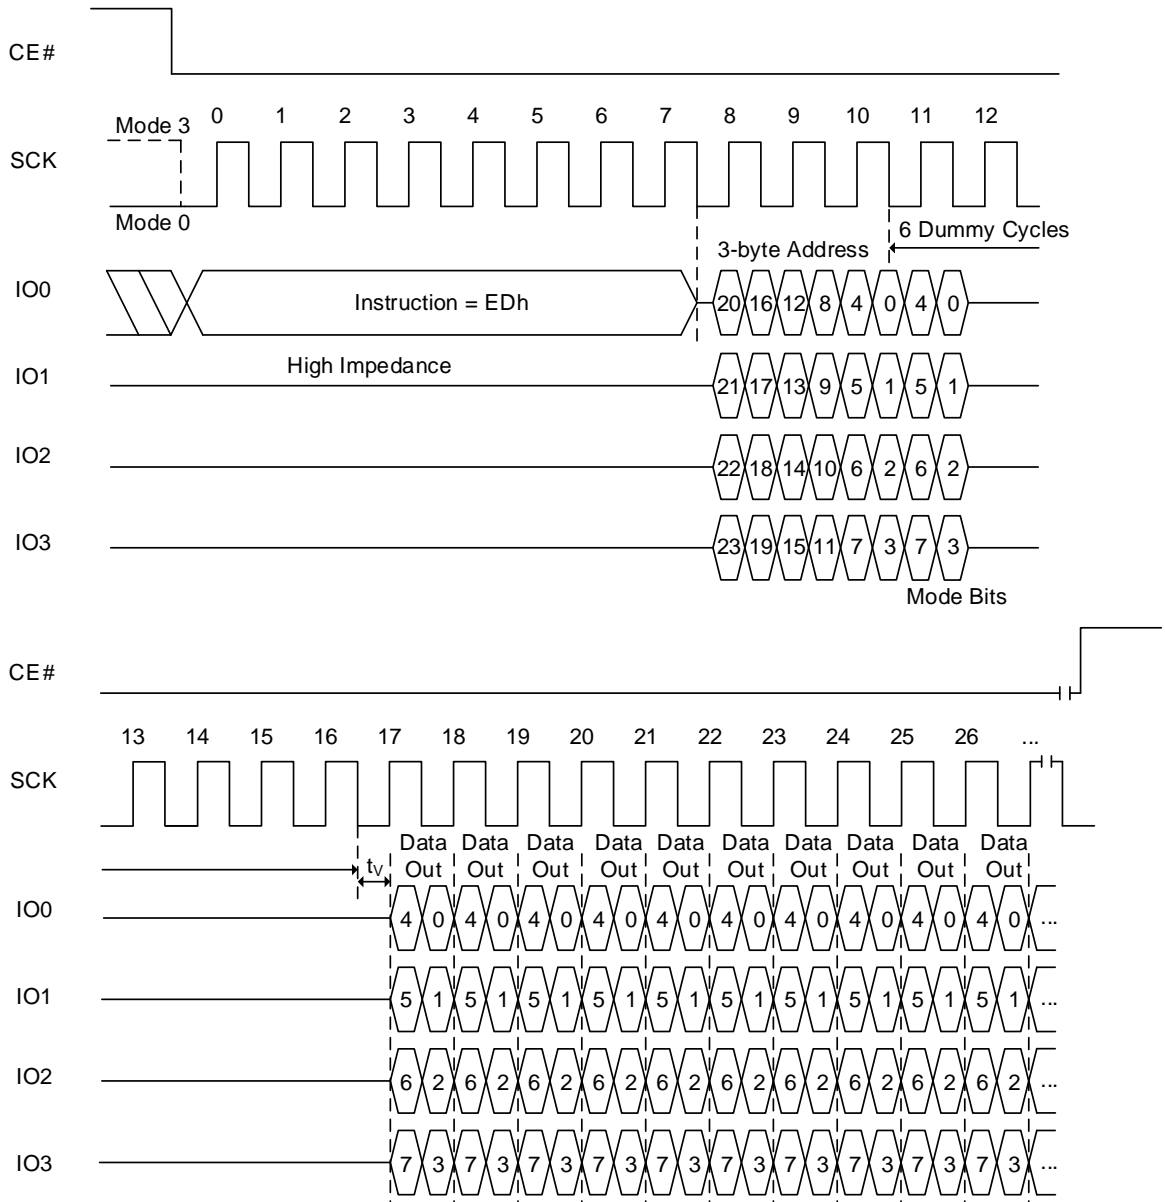 CE#
Mode 3 0 1 2 3 4 5 6 7 8 9 10 11 12
SCK
Mode 0
6 Dummy Cycles
3-byte Address
IO0 Instruction = EDh 20 16 12 8 4 0 4 0
High Impedance
IO1 21 17 13 9 5 1 5 1
IO2 22 18 14 10 6 2 6 2
IO3 23 19 15 11 7 3 7 3
Mode Bits
CE#
13 14 15 16 17 18 19 20 21 22 23 24 25 26 ...
SCK
Data Data Data Data Data Data Data Data Data Data
tV Out Out Out Out Out Out Out Out Out Out
IO0 4 0 4 0 4 0 4 0 4 0 4 0 4 0 4 0 4 0 4 0 ...
IO1 5 1 5 1 5 1 5 1 5 1 5 1 5 1 5 1 5 1 5 1 ...
IO2 6 2 6 2 6 2 6 2 6 2 6 2 6 2 6 2 6 2 6 2 ...
IO3 7 3 7 3 7 3 7 3 7 3 7 3 7 3 7 3 7 3 7 3 ...